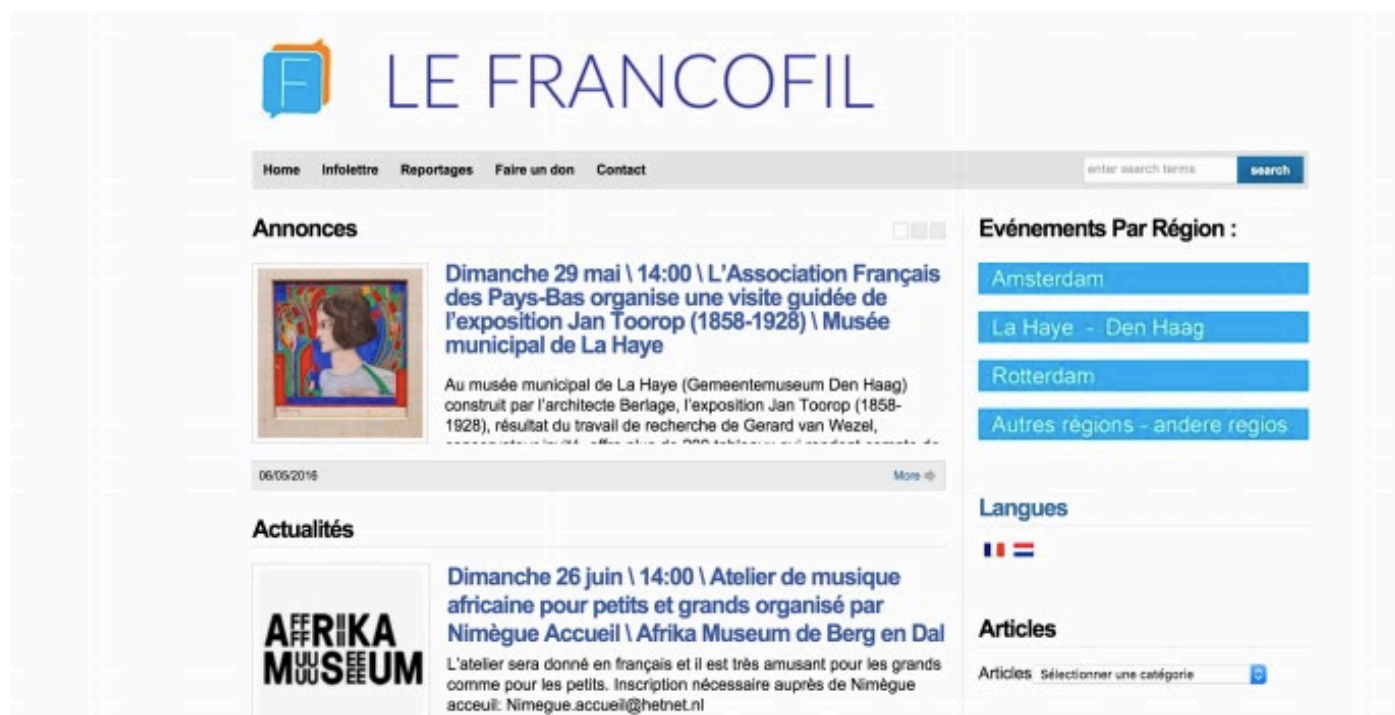 F
LE FRANCOFIL
Home Infolettre Reportages Faire un don Contact
enter search terms search
Annonces
Dimanche 29 mai \ 14:00 \ L'Association Français
des Pays-Bas organise une visite guidée de
l'exposition Jan Toorop (1858-1928) \ Musée
municipal de La Haye
Au musée municipal de La Haye (Gemeentemuseum Den Haag)
construit par l'architecte Berlage, l'exposition Jan Toorop (1858-
1928), résultat du travail de recherche de Gerard van Wezel,
06/05/2016 More
Actualités
AFFRIKA
MUSEUM
Dimanche 26 juin \ 14:00 \ Atelier de musique
africaine pour petits et grands organisé par
Nimègue Accueil \ Afrika Museum de Berg en Dal
L'atelier sera donné en français et il est très amusant pour les grands
comme pour les petits. Inscription nécessaire auprès de Nimègue
acceuil: Nimegue.accueil@hetnet.nl
Evénements Par Région :
Amsterdam
La Haye - Den Haag
Rotterdam
Autres régions - andere regios
Langues
Articles
Articles Sélectionner une catégorie